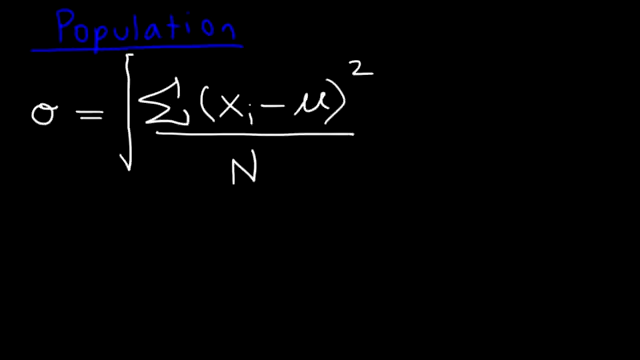 Population
σ = √ Σ(xᵢ - μ)²
N